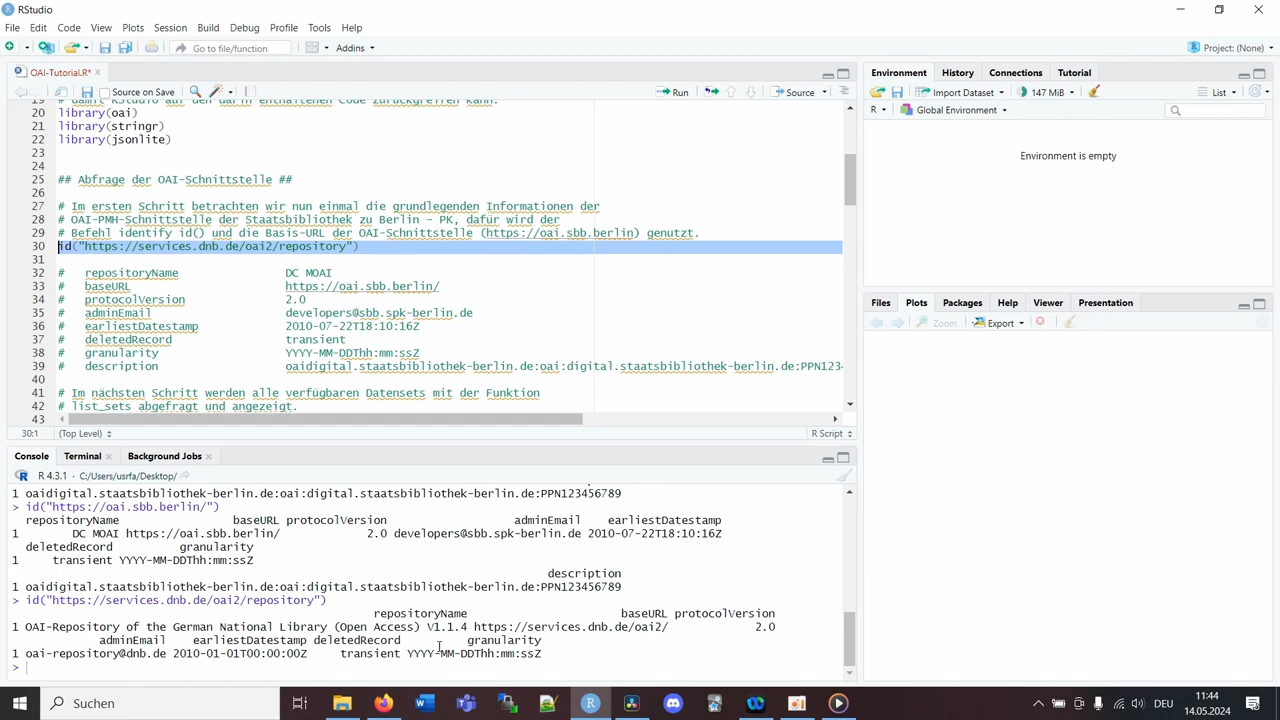 RStudio
File Edit Code View Plots Session Build Debug Profile Tools Help
Go to file/function Addins Project: (None)
OAI-Tutorial.R*
Source on Save Run Source
19 # damit RStudio auf den darin enthaltenen Code zurückgreifen kann.
20 library(oai)
21 library(stringr)
22 library(jsonlite)
23
24
25 ## Abfrage der OAI-Schnittstelle ##
26
27 # Im ersten Schritt betrachten wir nun einmal die grundlegenden Informationen der
28 # OAI-PMH-Schnittstelle der Staatsbibliothek zu Berlin – PK, dafür wird der
29 # Befehl identify id() und die Basis-URL der OAI-Schnittstelle (https://oai.sbb.berlin) genutzt.
30 id("https://services.dnb.de/oai2/repository")
31
32 # repositoryName DC MOAI
33 # baseURL https://oai.sbb.berlin/
34 # protocolVersion 2.0
35 # adminEmail developers@sbb.spk-berlin.de
36 # earliestDatestamp 2010-07-22T18:10:16Z
37 # deletedRecord transient
38 # granularity YYYY-MM-DDThh:mm:ssZ
39 # description oaidigital.staatsbibliothek-berlin.de:oai:digital.staatsbibliothek-berlin.de:PPN1234
40
41 # Im nächsten Schritt werden alle verfügbaren Datensets mit der Funktion
42 # list_sets abgefragt und angezeigt.
43
30:1 (Top Level) R Script
Console Terminal Background Jobs
R 4.3.1 · C:/Users/usrfa/Desktop/
1 oaidigital.staatsbibliothek-berlin.de:oai:digital.staatsbibliothek-berlin.de:PPN123456789
> id("https://oai.sbb.berlin/")
repositoryName baseURL protocolVersion adminEmail earliestDatestamp
1 DC MOAI https://oai.sbb.berlin/ 2.0 developers@sbb.spk-berlin.de 2010-07-22T18:10:16Z
deletedRecord granularity
1 transient YYYY-MM-DDThh:mm:ssZ
description
1 oaidigital.staatsbibliothek-berlin.de:oai:digital.staatsbibliothek-berlin.de:PPN123456789
> id("https://services.dnb.de/oai2/repository")
repositoryName baseURL protocolVersion
1 OAI-Repository of the German National Library (Open Access) V1.1.4 https://services.dnb.de/oai2/ 2.0
adminEmail earliestDatestamp deletedRecord granularity
1 oai-repository@dnb.de 2010-01-01T00:00:00Z transient YYYY-MM-DDThh:mm:ssZ
>
Environment History Connections Tutorial
Import Dataset 147 MiB List
R Global Environment
Environment is empty
Files Plots Packages Help Viewer Presentation
Zoom Export
Suchen
DEU 11:44
14.05.2024